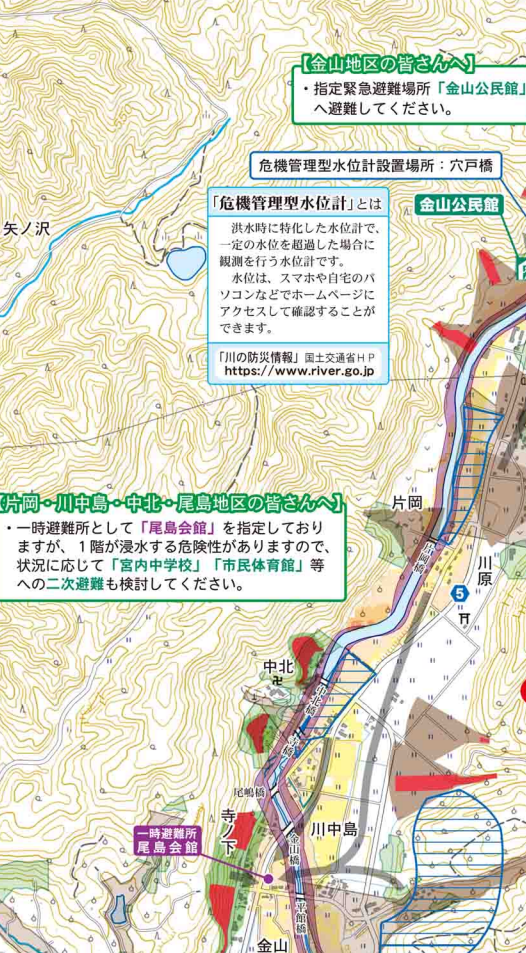 【金山地区の皆さんへ】
・指定緊急避難場所「金山公民館」
へ避難してください。
危機管理型水位計設置場所：穴戸橋
「危機管理型水位計」とは
洪水時に特化した水位計で、
一定の水位を超過した場合に
観測を行う水位計です。
水位は、スマホや自宅のパ
ソコンなどでホームページに
アクセスして確認することが
できます。
「川の防災情報」国土交通省ＨＰ
https://www.river.go.jp
金山公民館
矢ノ沢
【片岡・川中島・中北・尾島地区の皆さんへ】
・一時避難所として「尾島会館」を指定しており
ますが、１階が浸水する危険性がありますので、
状況に応じて「宮内中学校」「市民体育館」等
への二次避難も検討してください。
片岡
片岡橋
川原
5
中北
中北橋
尾嶋橋
寺ノ下
川中島
金山橋
一時避難所
尾島会館
平館橋
金山